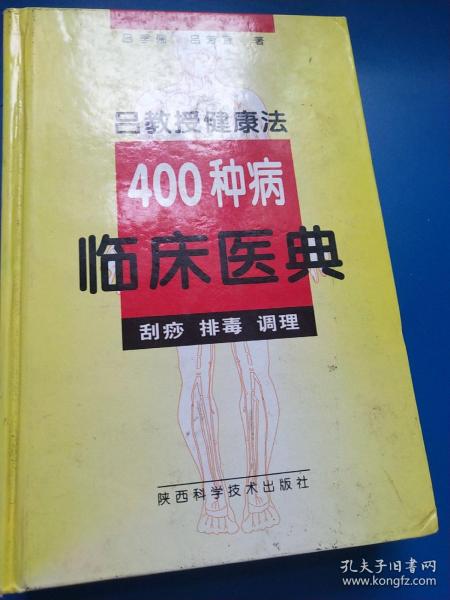 吕教授健康法
400种病
临床医典
刮痧 排毒 调理
陕西科学技术出版社
孔夫子旧书网
www.kongfz.com